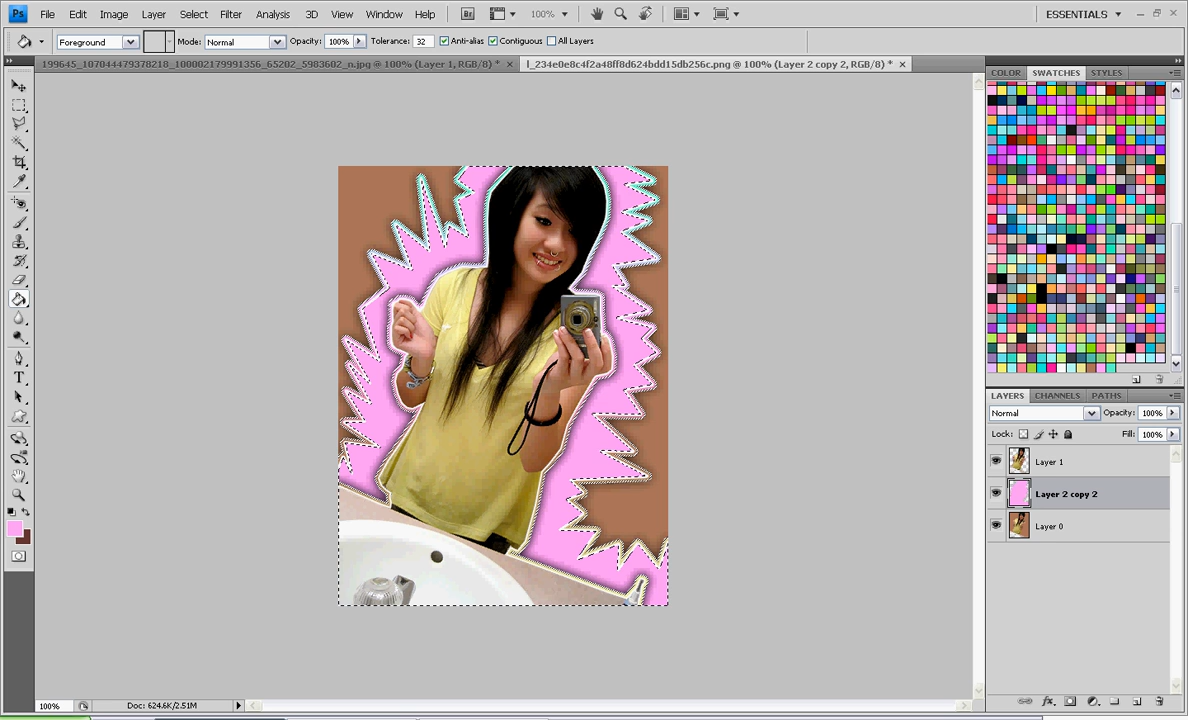 Ps File Edit Image Layer Select Filter Analysis 3D View Window Help Br 100% ESSENTIALS
Foreground Mode: Normal Opacity: 100% Tolerance: 32 Anti-alias Contiguous All Layers
199645_107044479378218_100002179991356_65202_5983602_n.jpg @ 100% (Layer 1, RGB/8) * l_234e0e8c4f2a48ff8d624bdd15db256c.png @ 100% (Layer 2 copy 2, RGB/8) *
COLOR SWATCHES STYLES
LAYERS CHANNELS PATHS
Normal Opacity: 100%
Lock: Fill: 100%
Layer 1
Layer 2 copy 2
Layer 0
T
100% Doc: 624.6K/2.51M fx